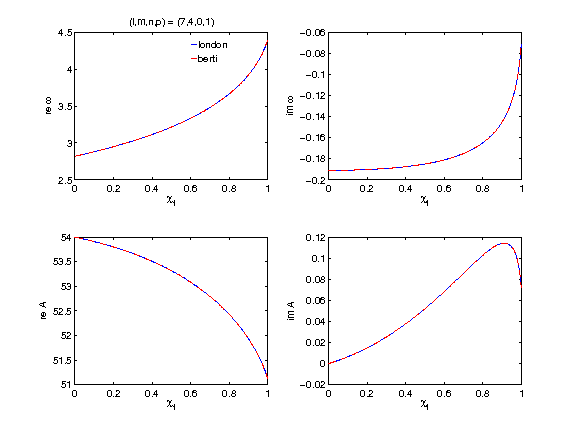 (l,m,n,p) = (7,4,0,1)
4.5
4
3.5
3
2.5
re ω
0 0.2 0.4 0.6 0.8 1
χf
london
berti
−0.06
−0.08
−0.1
−0.12
−0.14
−0.16
−0.18
−0.2
im ω
0 0.2 0.4 0.6 0.8 1
χf
54
53.5
53
52.5
52
51.5
51
re A
0 0.2 0.4 0.6 0.8 1
χf
0.12
0.1
0.08
0.06
0.04
0.02
0
−0.02
im A
0 0.2 0.4 0.6 0.8 1
χf